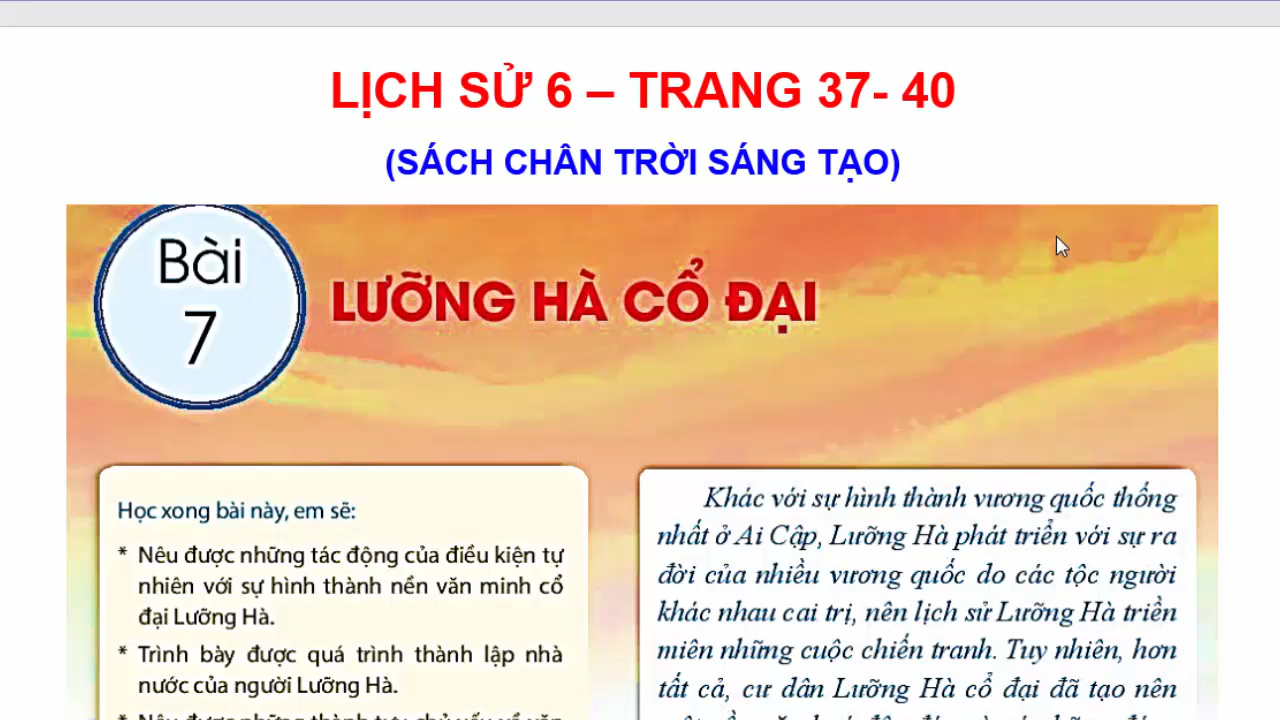 LỊCH SỬ 6 – TRANG 37- 40
(SÁCH CHÂN TRỜI SÁNG TẠO)
Bài
7
LƯỠNG HÀ CỔ ĐẠI
Học xong bài này, em sẽ:
* Nêu được những tác động của điều kiện tự
nhiên với sự hình thành nền văn minh cổ
đại Lưỡng Hà.
* Trình bày được quá trình thành lập nhà
nước của người Lưỡng Hà.
Khác với sự hình thành vương quốc thống
nhất ở Ai Cập, Lưỡng Hà phát triển với sự ra
đời của nhiều vương quốc do các tộc người
khác nhau cai trị, nên lịch sử Lưỡng Hà triền
miên những cuộc chiến tranh. Tuy nhiên, hơn
tất cả, cư dân Lưỡng Hà cổ đại đã tạo nên